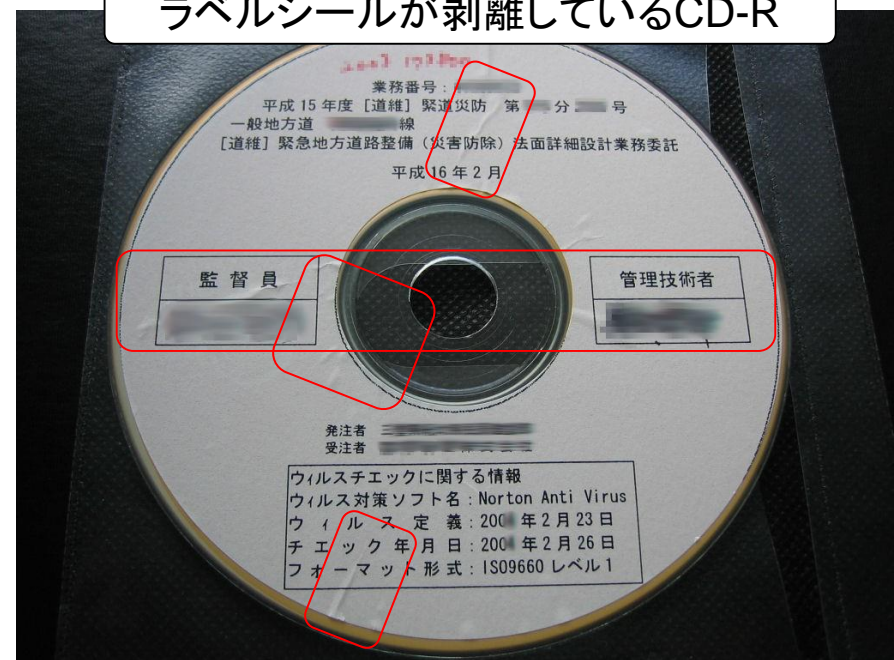 ラベルシールが剥離しているCD-R
業務番号:
平成15年度[道維]緊道災防 第 分 号
一般地方道 線
[道維]緊急地方道路整備(災害防除)法面詳細設計業務委託
平成16年2月
監督員
管理技術者
発注者
受注者
ウィルスチェックに関する情報
ウィルス対策ソフト名:Norton Anti Virus
ウィルス定義:200 年2月23日
チェック年月日:200 年2月26日
フォーマット形式:ISO9660 レベル1